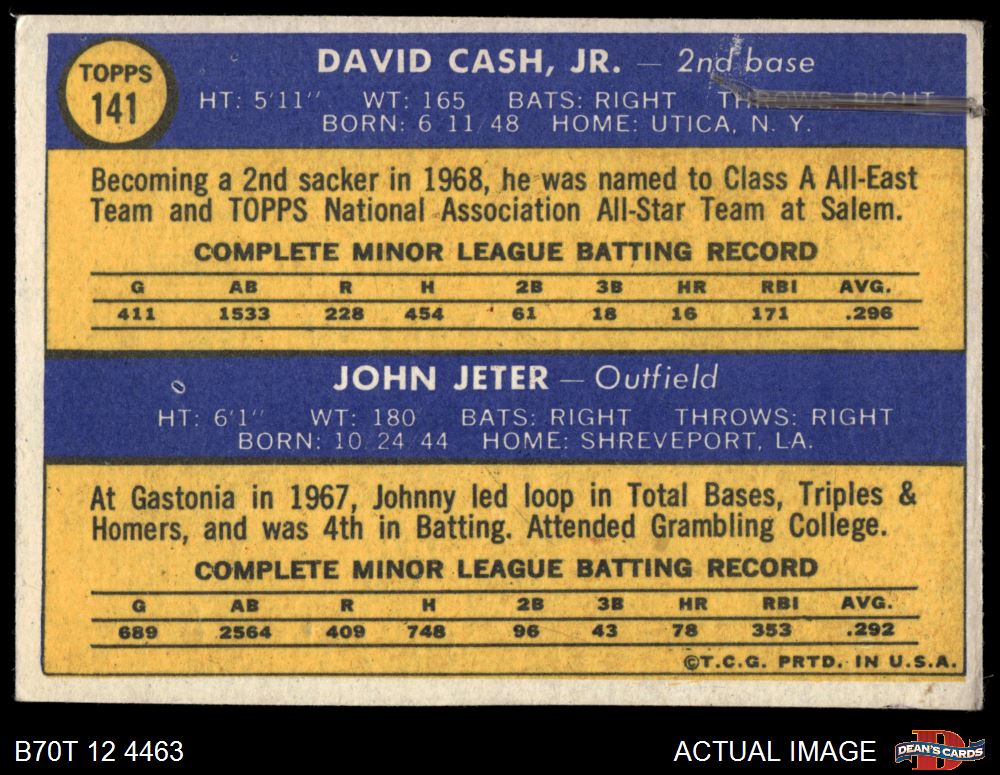 TOPPS
141
DAVID CASH, JR. — 2nd base
HT: 5'11" WT: 165 BATS: RIGHT THROWS: RIGHT
BORN: 6 11 48 HOME: UTICA, N. Y.
Becoming a 2nd sacker in 1968, he was named to Class A All-East
Team and TOPPS National Association All-Star Team at Salem.
COMPLETE MINOR LEAGUE BATTING RECORD
G AB R H 2B 3B HR RBI AVG.
411 1533 228 454 61 18 16 171 .296
JOHN JETER — Outfield
HT: 6'1" WT: 180 BATS: RIGHT THROWS: RIGHT
BORN: 10 24 44 HOME: SHREVEPORT, LA.
At Gastonia in 1967, Johnny led loop in Total Bases, Triples &
Homers, and was 4th in Batting. Attended Grambling College.
COMPLETE MINOR LEAGUE BATTING RECORD
G AB R H 2B 3B HR RBI AVG.
689 2564 409 748 96 43 78 353 .292
©T.C.G. PRTD. IN U.S.A.
B70T 12 4463
ACTUAL IMAGE
DEAN'S CARDS